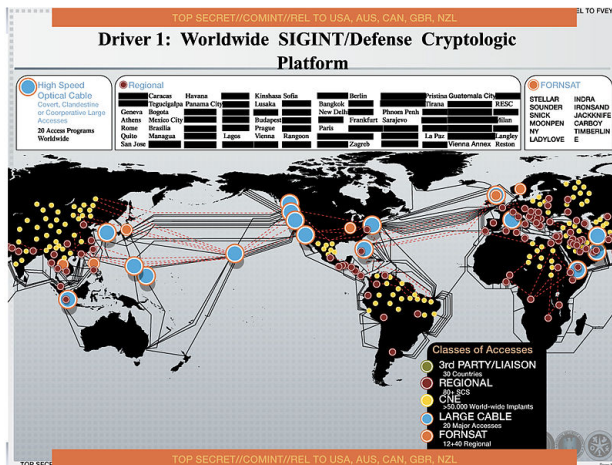 TOP SECRET//COMINT//REL TO USA, AUS, CAN, GBR, NZL
EL TO FVEY
Driver 1: Worldwide SIGINT/Defense Cryptologic
Platform
High Speed
Optical Cable
Covert, Clandestine
or Cooperative Large
Accesses
20 Access Programs
Worldwide
Regional
Caracas Havana Kinshasa Sofia Berlin Pristina Guatemala City
Tegucigalpa Panama City Lusaka Bangkok Tirana RESC
Geneva Bogota New Delhi Phnom Penh
Athens Mexico City Budapest Frankfurt Sarajevo Milan
Rome Brasilia Prague Paris
Quito Managua Lagos Vienna Rangoon La Paz Langley
San Jose Zagreb Vienna Annex Reston
FORNSAT
STELLAR INDRA
SOUNDER IRONSAND
SNICK JACKKNIFE
MOONPEN CARBOY
NY TIMBERLIN
LADYLOVE E
Classes of Accesses
3rd PARTY/LIAISON
30 Countries
REGIONAL
80+ SCS
CNE
>50,000 World-wide Implants
LARGE CABLE
20 Major Accesses
FORNSAT
12+40 Regional
TOP SECRET//COMINT//REL TO USA, AUS, CAN, GBR, NZL
TOP SECR